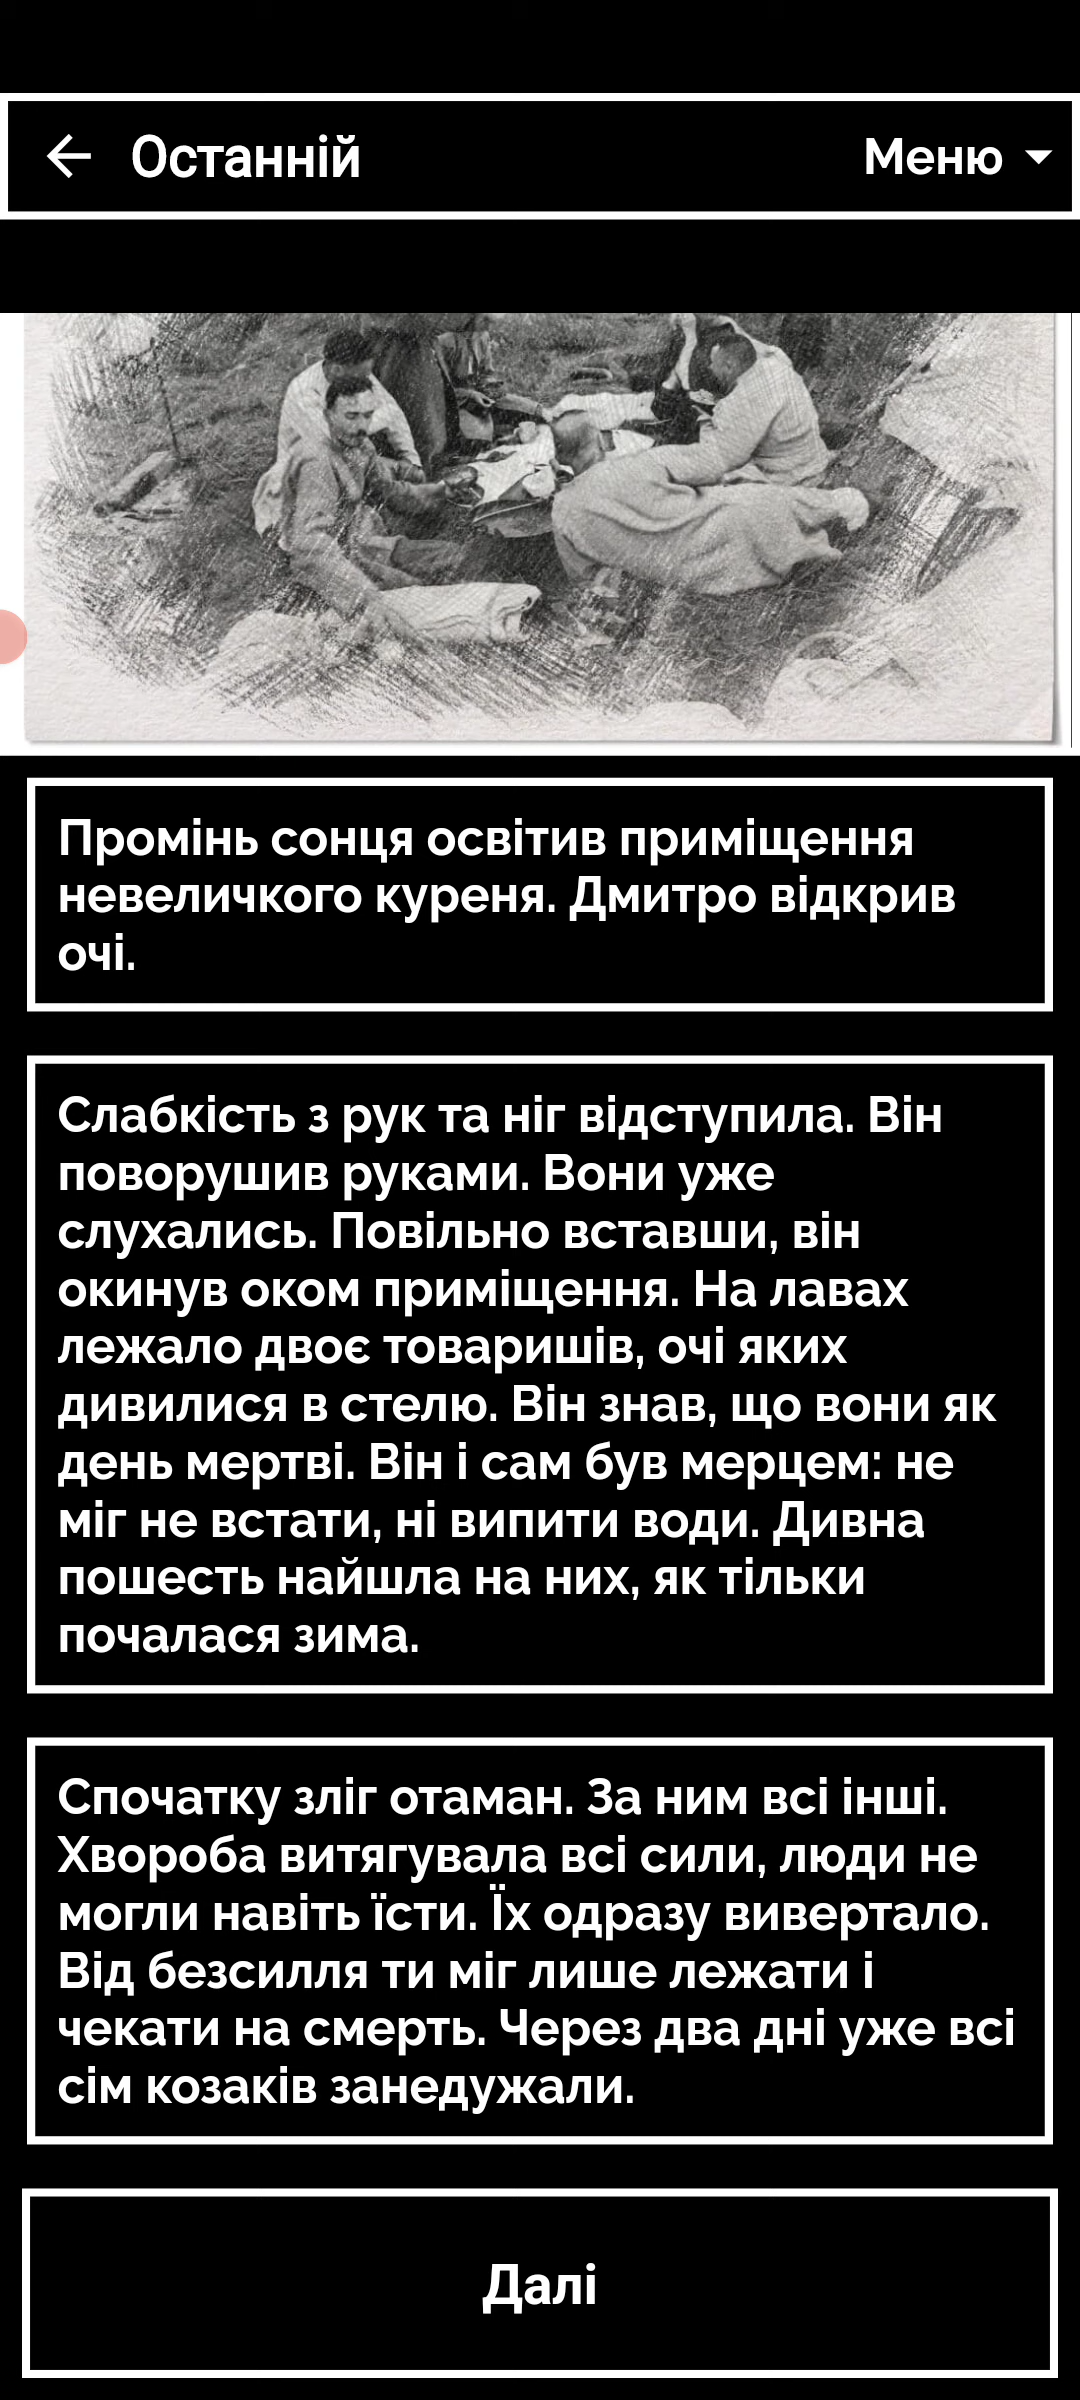 Останній
Меню
Промінь сонця освітив приміщення
невеличкого куреня. Дмитро відкрив
очі.
Слабкість з рук та ніг відступила. Він
поворушив руками. Вони уже
слухались. Повільно вставши, він
окинув оком приміщення. На лавах
лежало двоє товаришів, очі яких
дивилися в стелю. Він знав, що вони як
день мертві. Він і сам був мерцем: не
міг не встати, ні випити води. Дивна
пошесть найшла на них, як тільки
почалася зима.
Спочатку зліг отаман. За ним всі інші.
Хвороба витягувала всі сили, люди не
могли навіть їсти. Їх одразу вивертало.
Від безсилля ти міг лише лежати і
чекати на смерть. Через два дні уже всі
сім козаків занедужали.
Далі